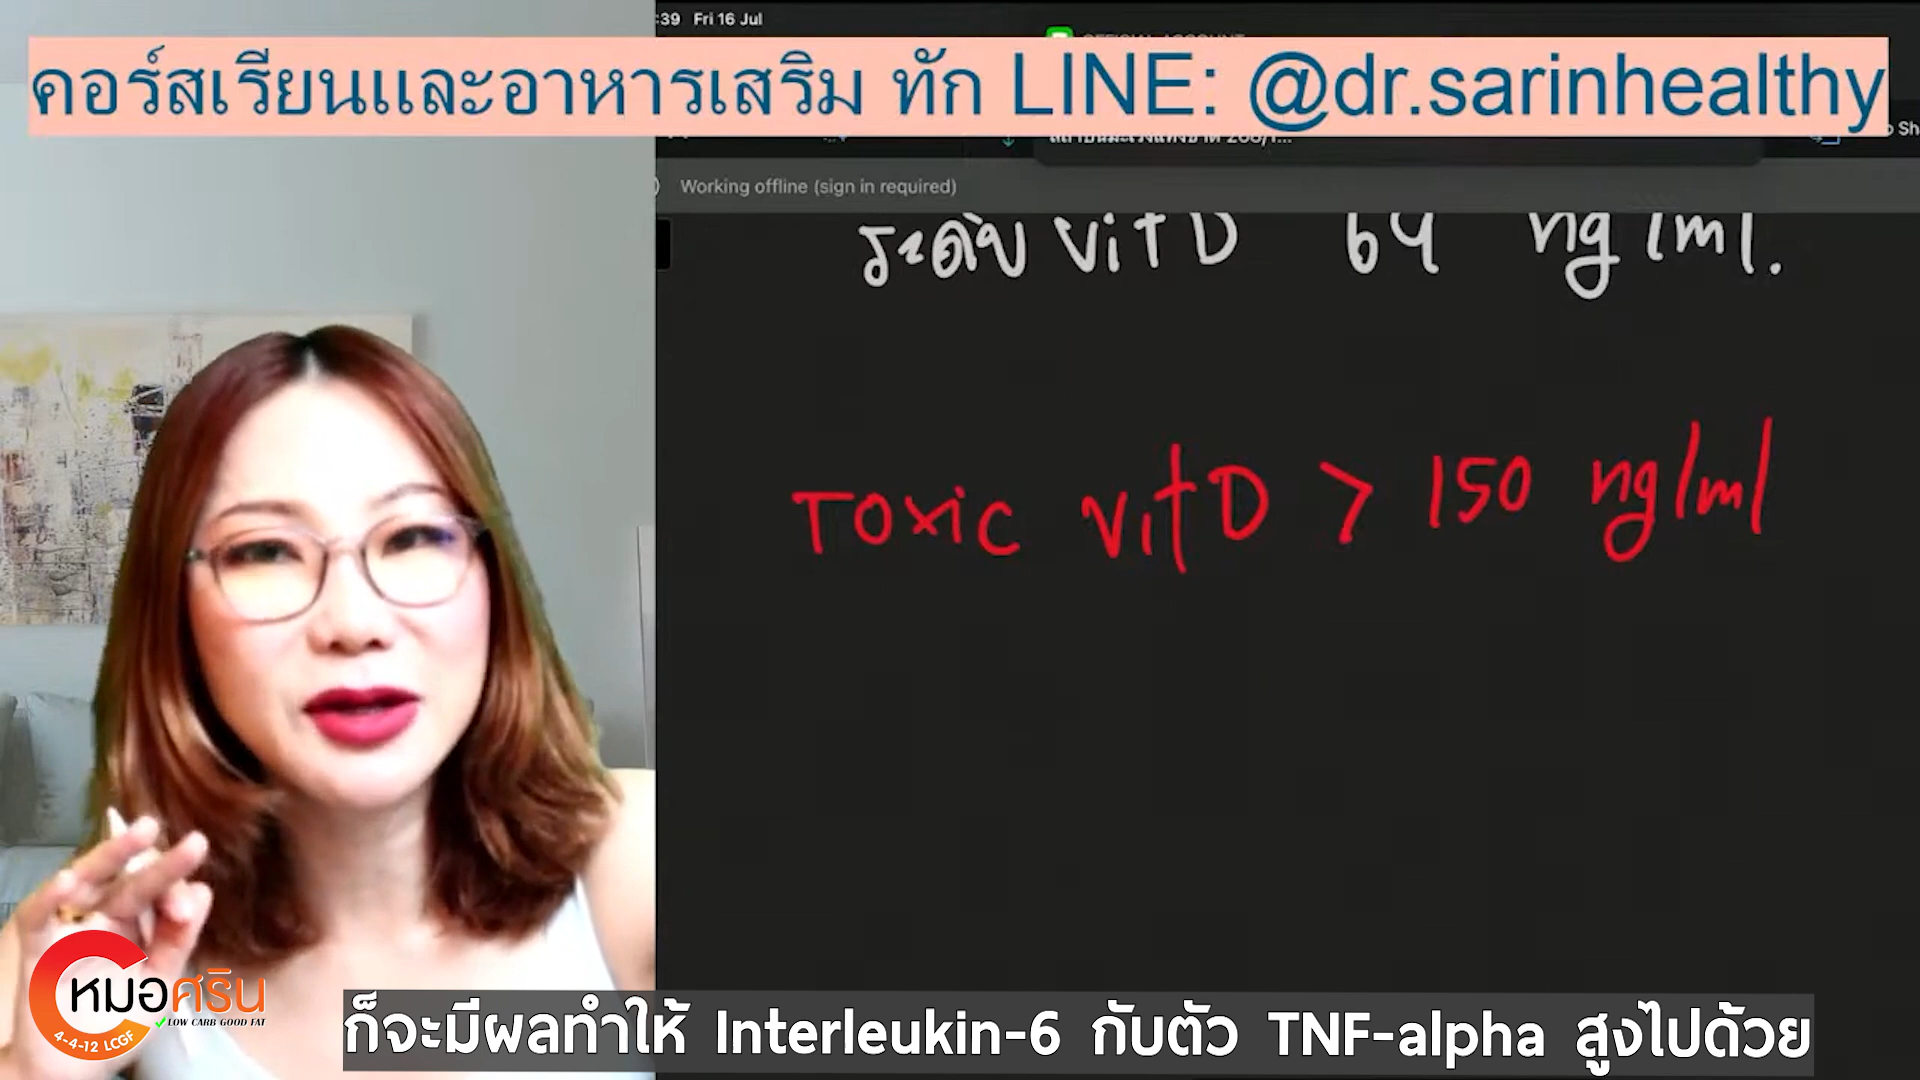 :39 Fri 16 Jul
คอร์สเรียนและอาหารเสริม ทัก LINE: @dr.sarinhealthy
Working offline (sign in required)
ระดับ vit D 64 ng/ml.
Toxic vit D > 150 ng/ml
หมอศริน
LOW CARB GOOD FAT
4-4-12 LCGF
ก็จะมีผลทำให้ Interleukin-6 กับตัว TNF-alpha สูงไปด้วย